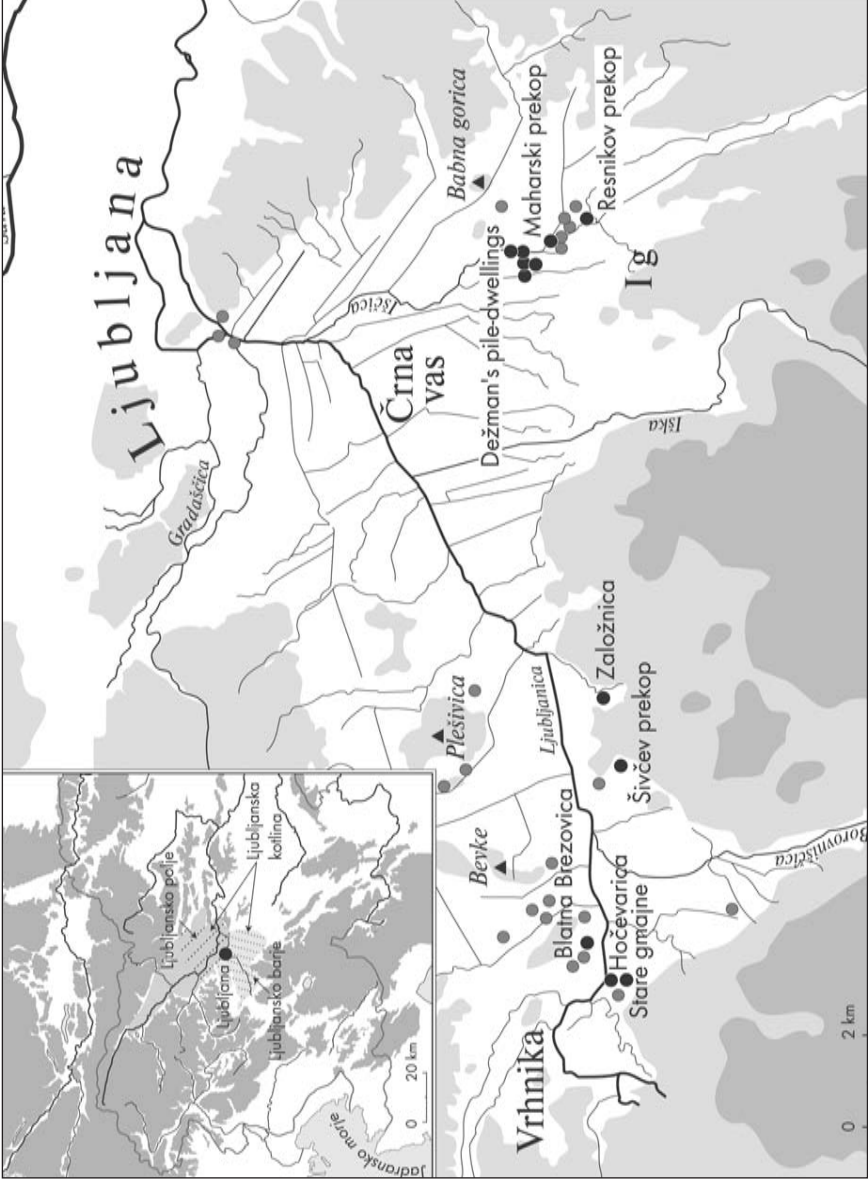 Sava
Ljubljana
Gradaščica
Babna gorica
Maharski prekop
Resnikov prekop
Dežman's pile-dwellings
Ig
Iščica
Črna
vas
Iška
Plešivica
Ljubljanica
Založnica
Šivčev prekop
Bevke
Blatna Brezovica
Hočevarica
Stare gmajne
Borovniščica
Vrhnika
0
2 km
Ljubljansko polje
Ljubljanska
kotlina
Ljubljana
Ljubljansko barje
Jadransko morje
0
20 km